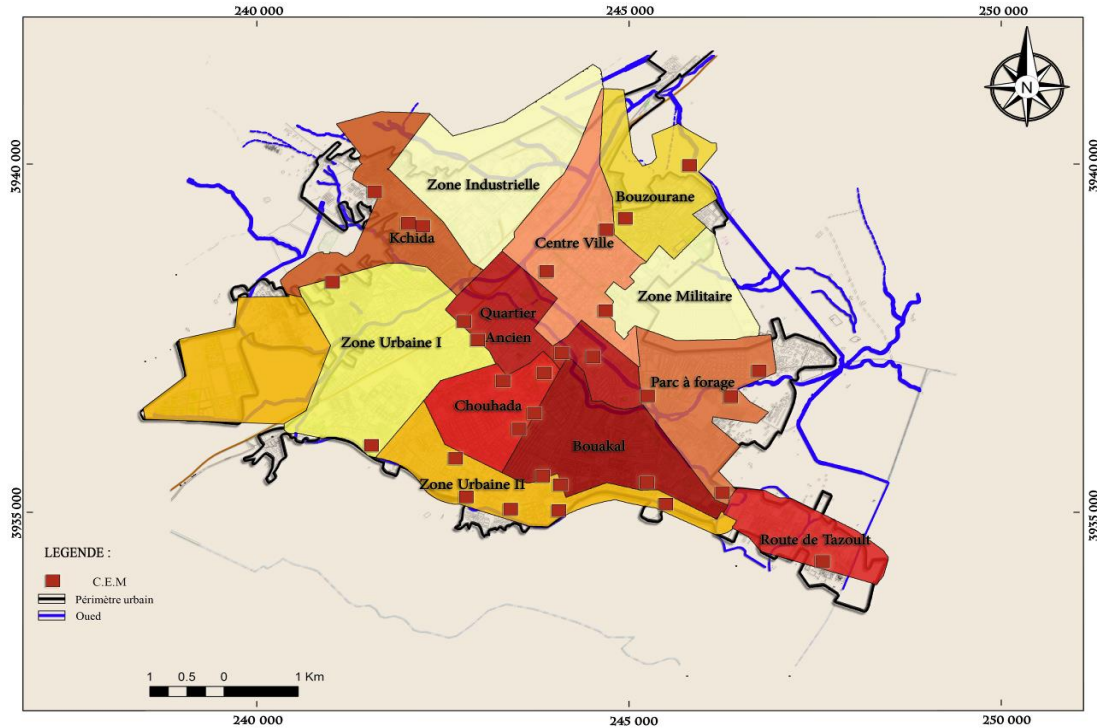 240 000 245 000 250 000
N
3940 000 3940 000
Zone Industrielle
Bouzourane
Kchida
Centre Ville
Zone Militaire
Quartier
Ancien
Zone Urbaine I
Parc à forage
Chouhada
Bouakal
Zone Urbaine II
3935 000 3935 000
Route de Tazoult
LEGENDE :
C.E.M
Périmètre urbain
Oued
1 0.5 0 1 Km
240 000 245 000 250 000